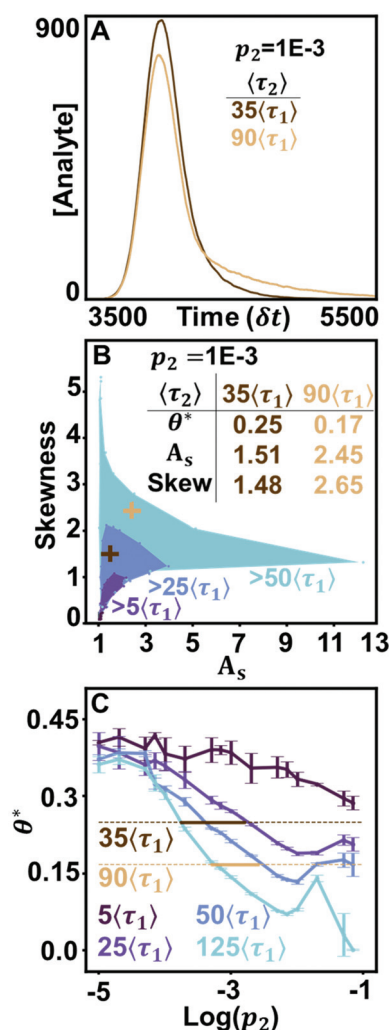 A
900
p₂=1E-3
⟨τ₂⟩
35⟨τ₁⟩
90⟨τ₁⟩
[Analyte]
0
3500 Time (δt) 5500
B
p₂ =1E-3
⟨τ₂⟩ 35⟨τ₁⟩ 90⟨τ₁⟩
θ* 0.25 0.17
Aₛ 1.51 2.45
Skew 1.48 2.65
Skewness
5
4
3
2
1
0
>50⟨τ₁⟩
>25⟨τ₁⟩
>5⟨τ₁⟩
1 3 5 7 9 11 13
Aₛ
C
θ*
0.45
0.3
0.15
0.0
35⟨τ₁⟩
90⟨τ₁⟩
5⟨τ₁⟩ 50⟨τ₁⟩
25⟨τ₁⟩ 125⟨τ₁⟩
-5 -3 -1
Log(p₂)